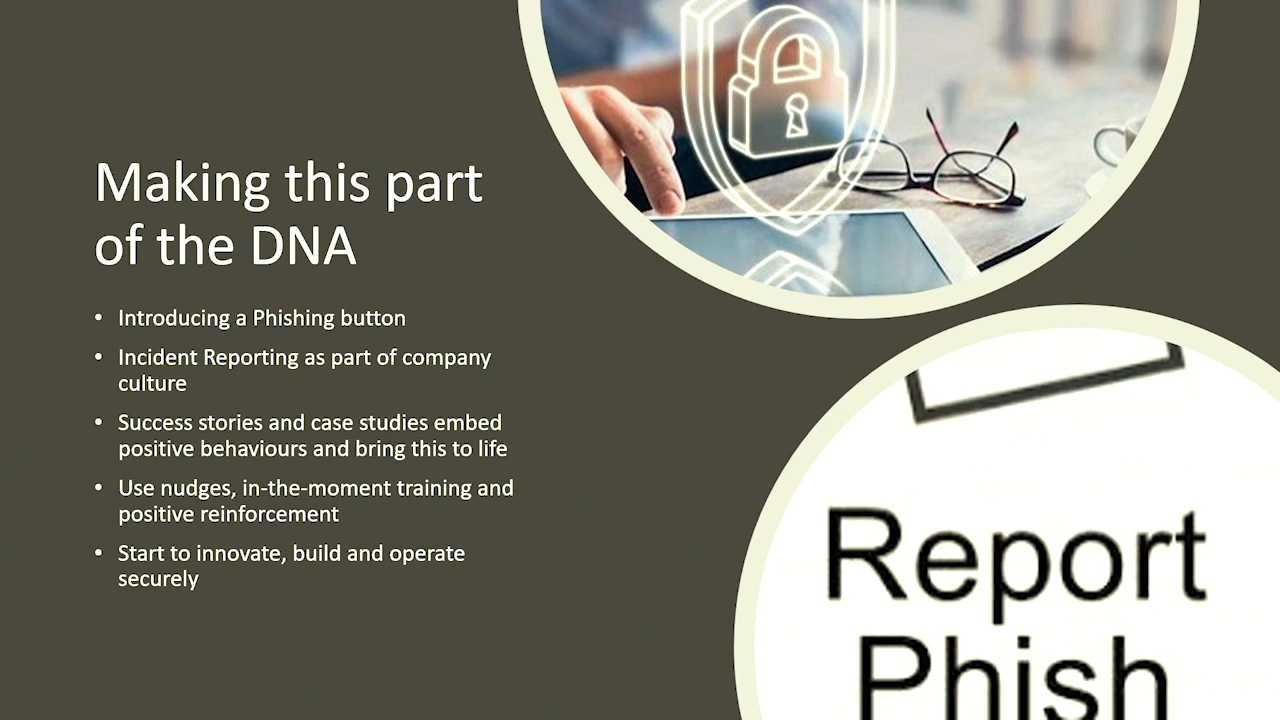 Making this part
of the DNA
• Introducing a Phishing button
• Incident Reporting as part of company
culture
• Success stories and case studies embed
positive behaviours and bring this to life
• Use nudges, in-the-moment training and
positive reinforcement
• Start to innovate, build and operate
securely
Report
Phish